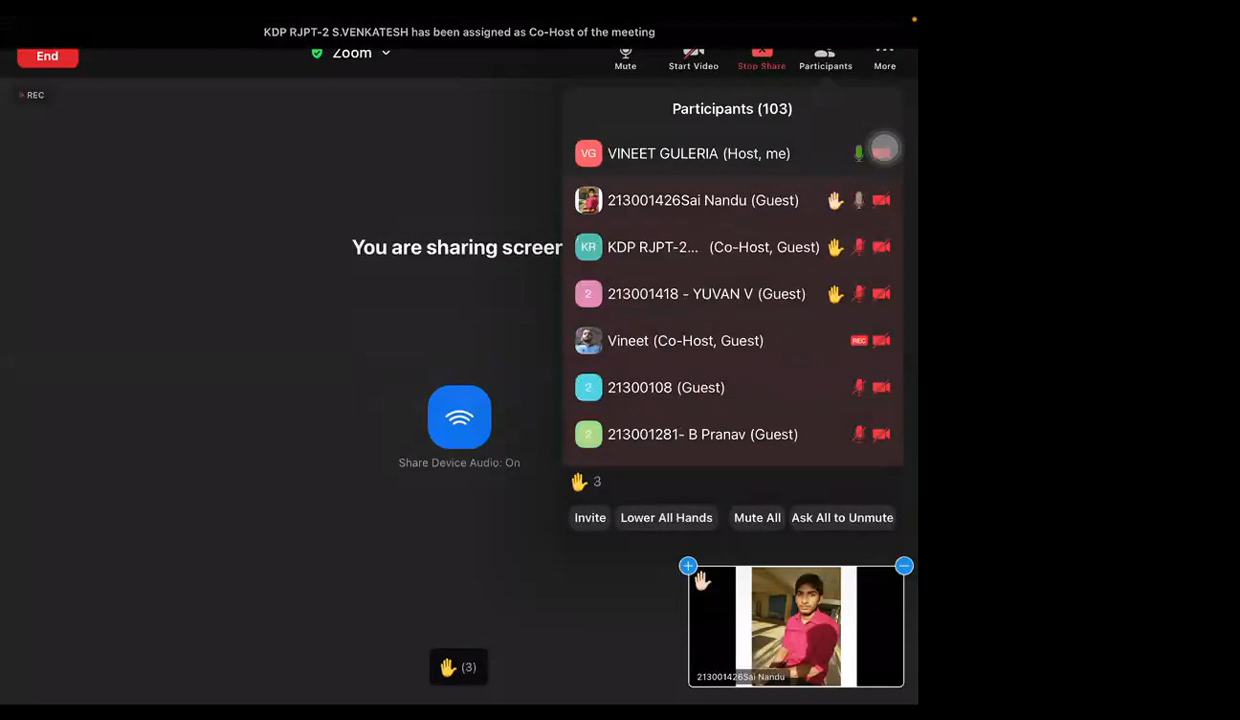 KDP RJPT-2 S.VENKATESH has been assigned as Co-Host of the meeting
End
Zoom
Mute
Start Video
Stop Share
Participants
More
REC
Participants (103)
VG VINEET GULERIA (Host, me)
213001426Sai Nandu (Guest)
KR KDP RJPT-2... (Co-Host, Guest)
2 213001418 - YUVAN V (Guest)
Vineet (Co-Host, Guest) REC
2 21300108 (Guest)
2 213001281- B Pranav (Guest)
You are sharing screen
Share Device Audio: On
3
Invite
Lower All Hands
Mute All
Ask All to Unmute
(3)
213001426Sai Nandu